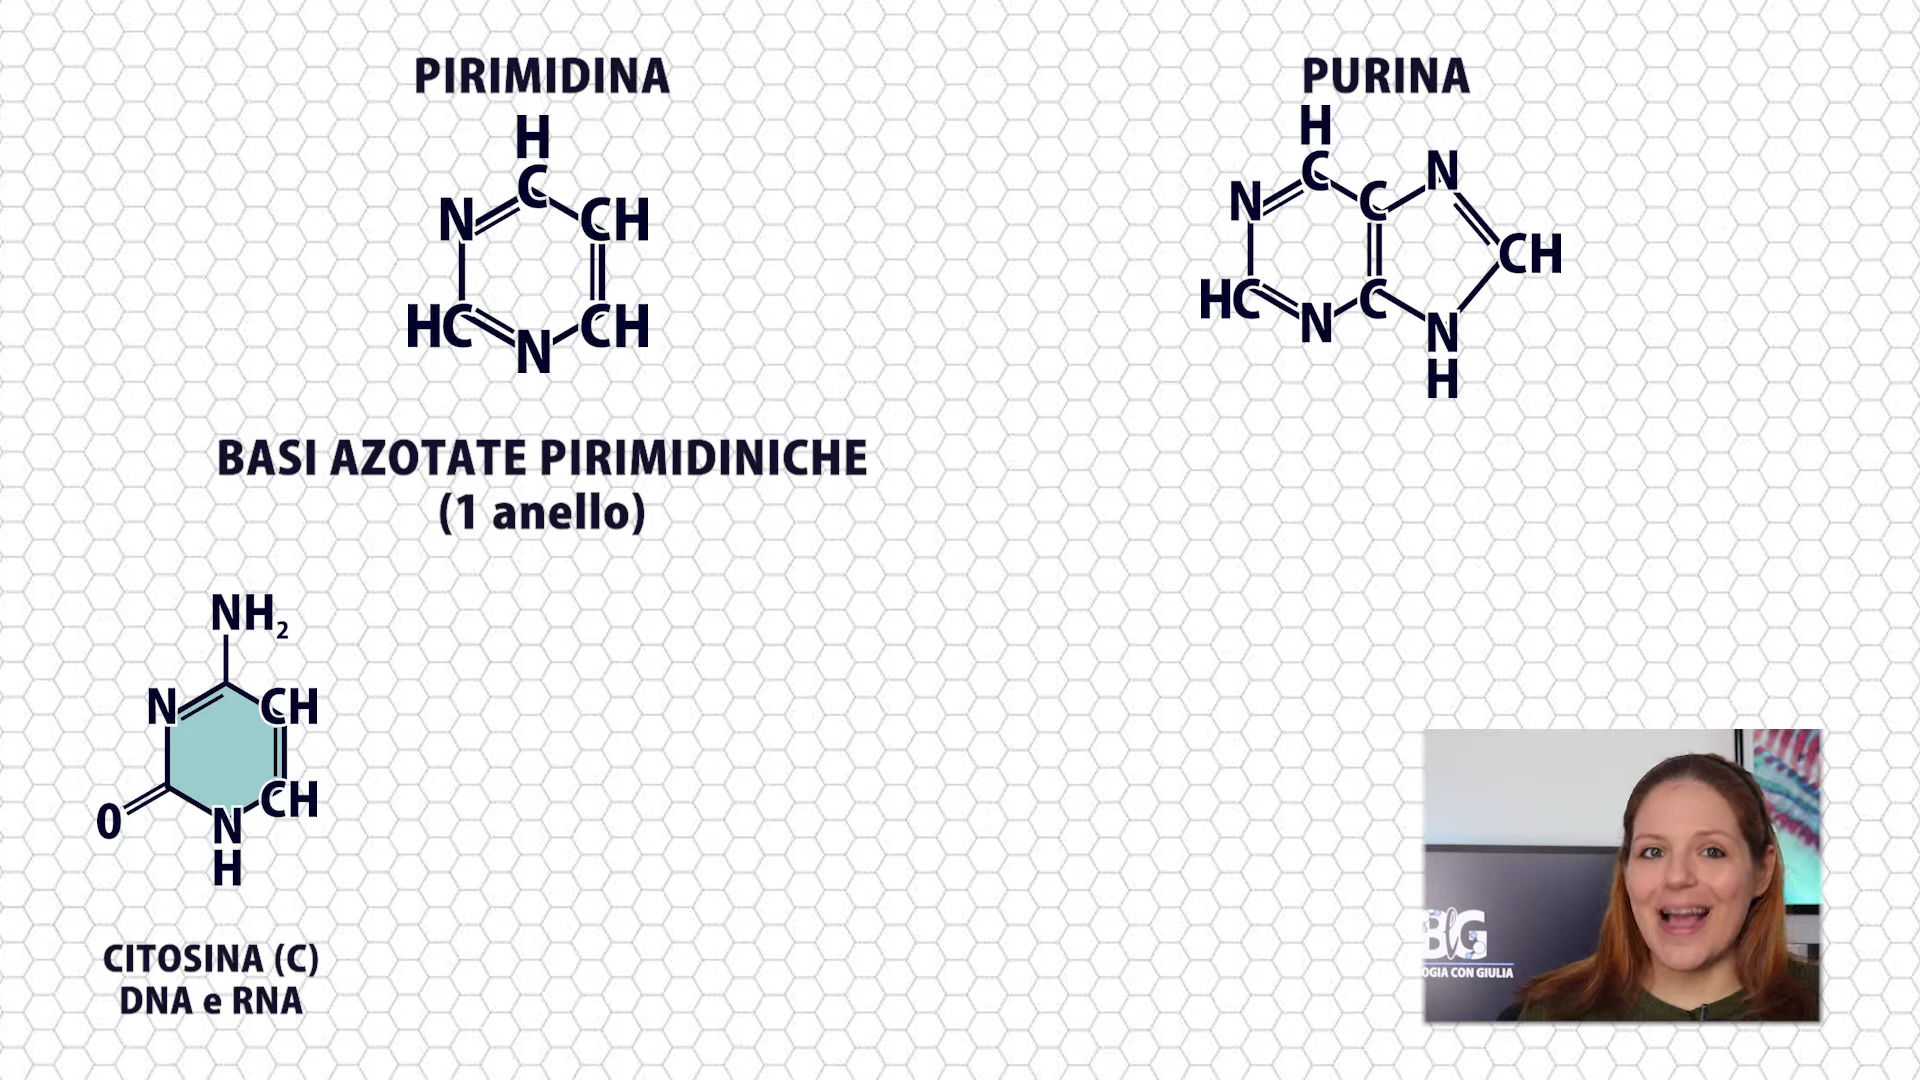 PIRIMIDINA
H
C
N
CH
HC
CH
N
PURINA
H
C
N
N
C
CH
HC
C
N
N
H
BASI AZOTATE PIRIMIDINICHE
(1 anello)
NH₂
N
CH
CH
O
N
H
CITOSINA (C)
DNA e RNA
BlG
OGIA CON GIULIA